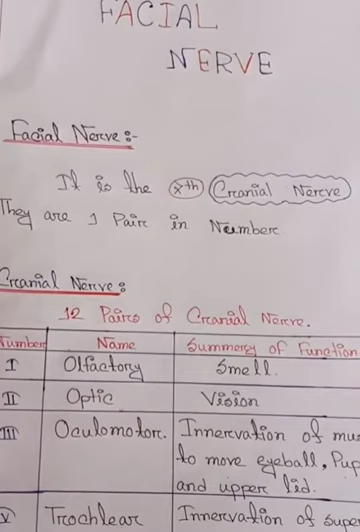 FACIAL
NERVE
Facial Nerve :-
It is the xth Cranial Nerve
They are 1 Pair in Number
Cranial Nerve :
12 Pairs of Cranial Nerve.
Number Name Summery of Function
I Olfactory Smell.
II Optic Vision
III Oculomotor. Innervation of mus
to move eyeball, Pup
and upper lid.
V Trochlear Innervation of supe